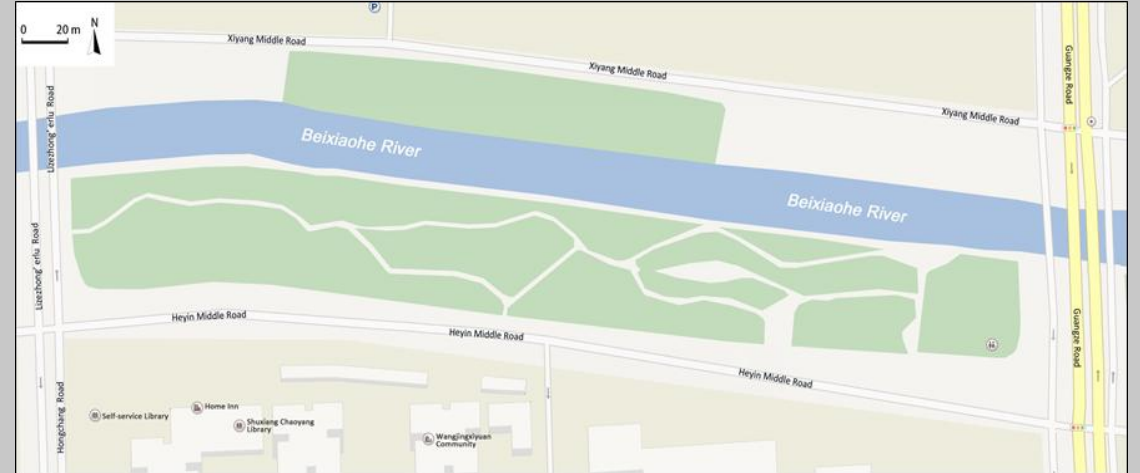 P
0 20 m N
Xiyang Middle Road
Xiyang Middle Road
Xiyang Middle Road
Guangze Road
Lizezhong' erlu Road
Beixiaohe River
Beixiaohe River
Lizezhong' erlu Road
Heyin Middle Road
Heyin Middle Road
Heyin Middle Road
Guangze Road
Hongchang Road
Self-service Library
Home Inn
Shuxiang Chaoyang
Library
Wangjingxiyuan
Community